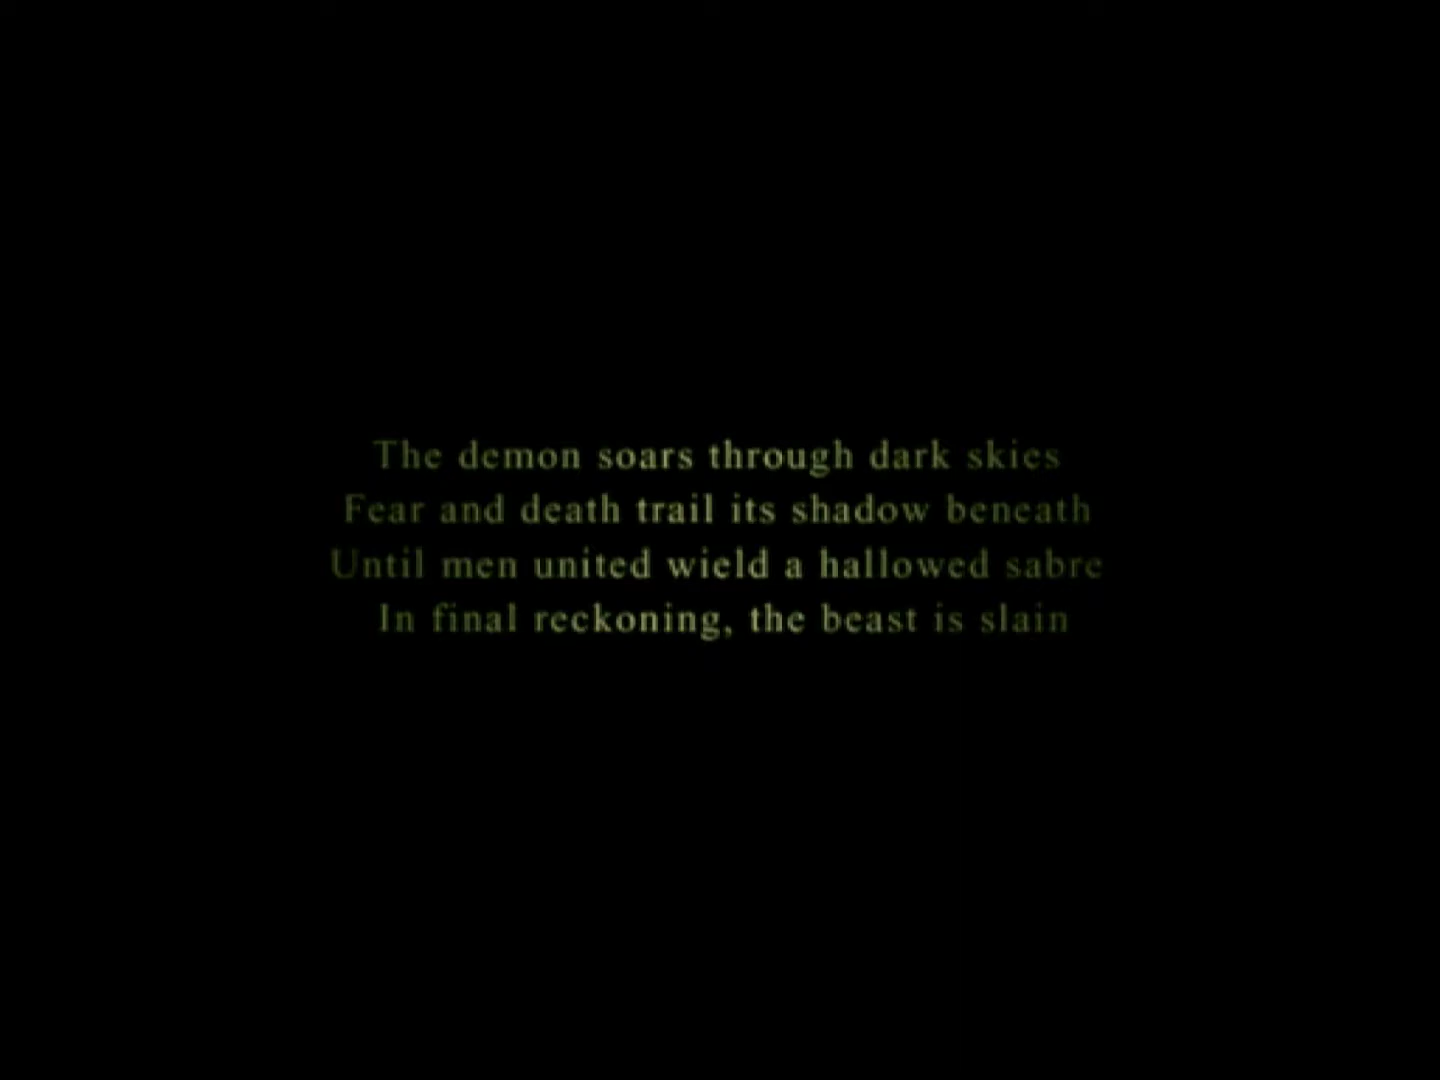 The demon soars through dark skies
Fear and death trail its shadow beneath
Until men united wield a hallowed sabre
In final reckoning, the beast is slain